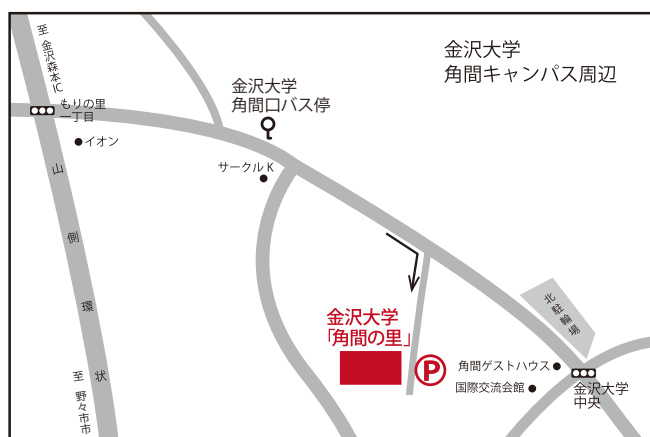 金沢大学
角間キャンパス周辺
至 金沢森本IC
金沢大学
角間口バス停
もりの里
一丁目
イオン
サークルK
山側環状
北駐輪場
金沢大学
「角間の里」
P
角間ゲストハウス
国際交流会館
金沢大学
中央
至 野々市市